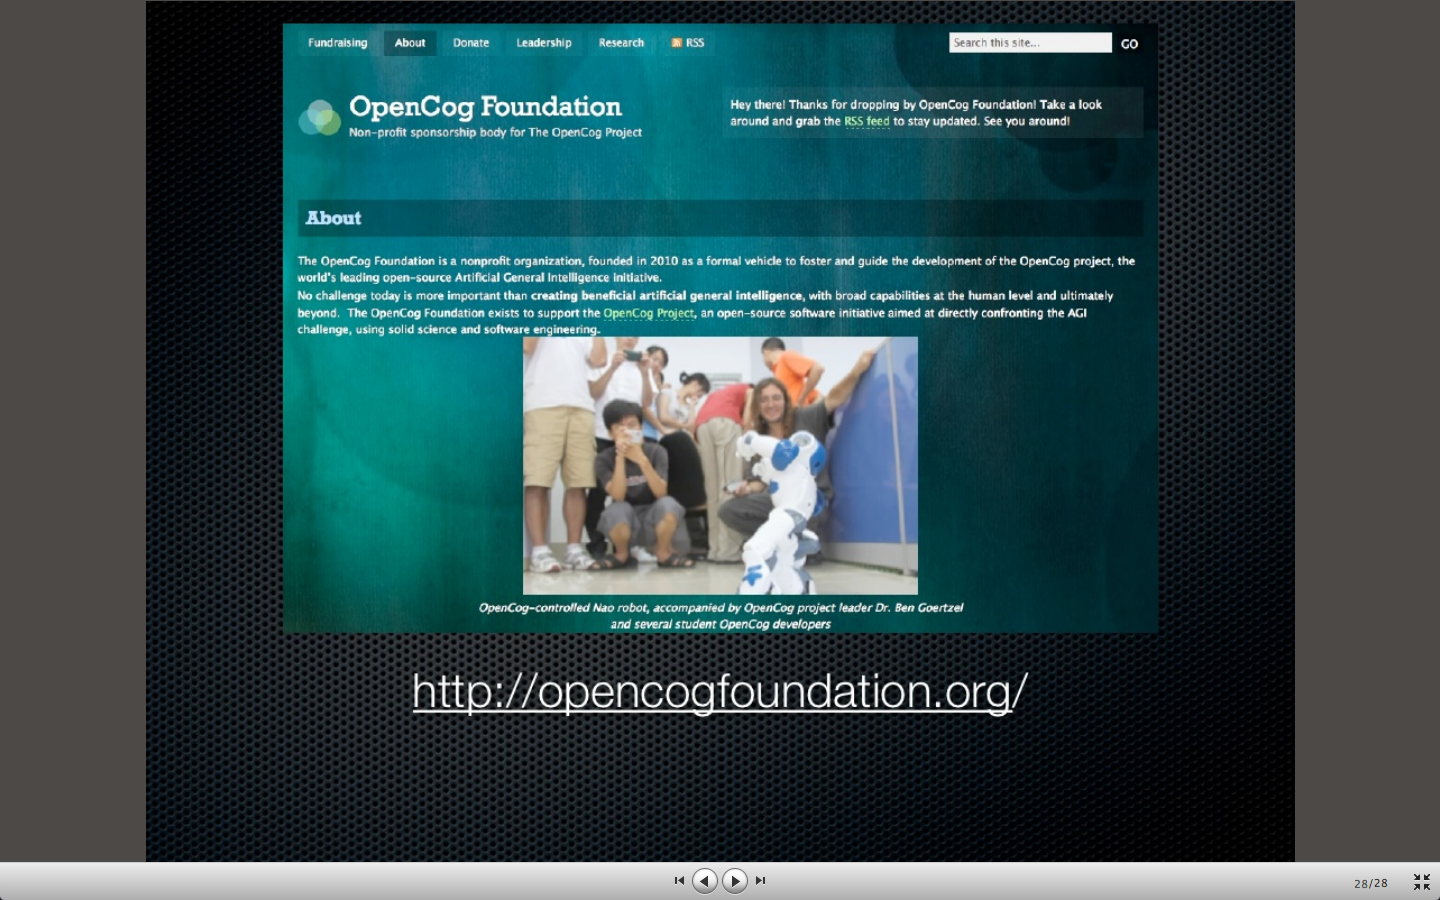 Fundraising About Donate Leadership Research RSS Search this site... GO
OpenCog Foundation
Non-profit sponsorship body for The OpenCog Project
Hey there! Thanks for dropping by OpenCog Foundation! Take a look
around and grab the RSS feed to stay updated. See you around!
About
The OpenCog Foundation is a nonprofit organization, founded in 2010 as a formal vehicle to foster and guide the development of the OpenCog project, the
world's leading open-source Artificial General Intelligence initiative.
No challenge today is more important than creating beneficial artificial general intelligence, with broad capabilities at the human level and ultimately
beyond. The OpenCog Foundation exists to support the OpenCog Project, an open-source software initiative aimed at directly confronting the AGI
challenge, using solid science and software engineering.
OpenCog-controlled Nao robot, accompanied by OpenCog project leader Dr. Ben Goertzel
and several student OpenCog developers
http://opencogfoundation.org/
28/28